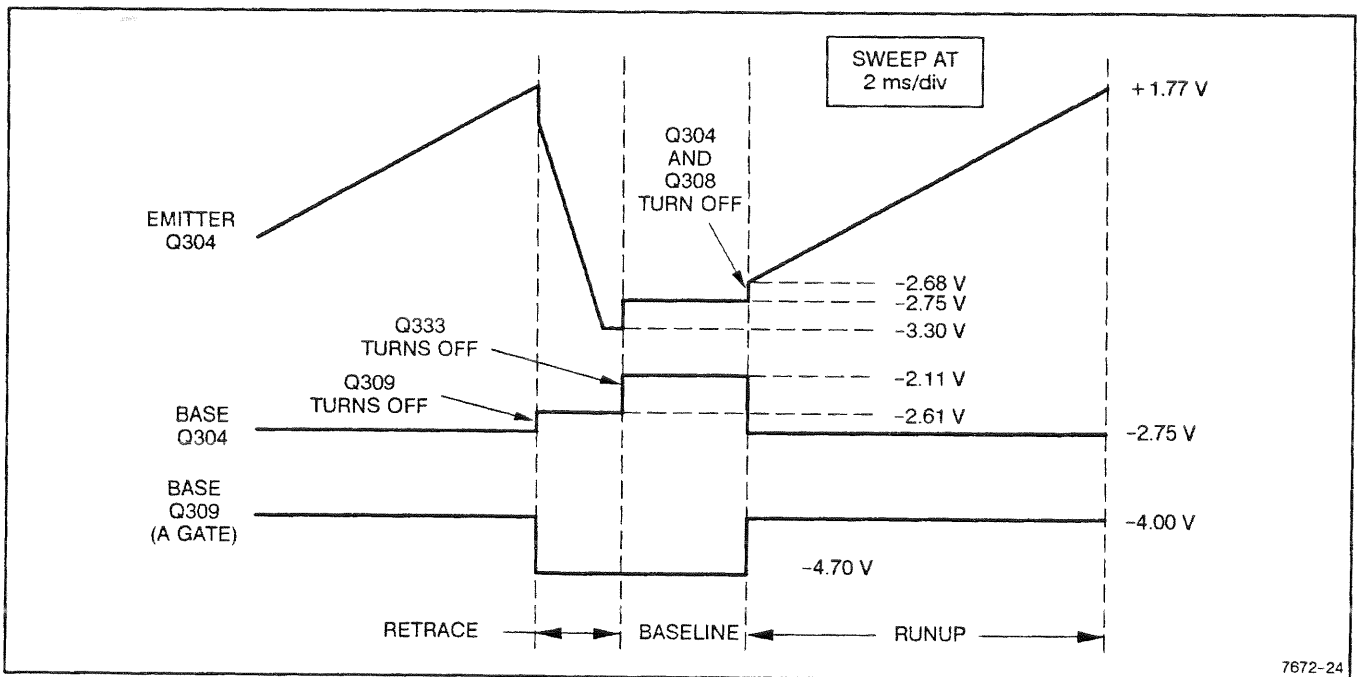 SWEEP AT
2 ms/div
+1.77 V
Q304
AND
Q308
TURN OFF
EMITTER
Q304
-2.68 V
-2.75 V
-3.30 V
Q333
TURNS OFF
-2.11 V
Q309
TURNS OFF
-2.61 V
BASE
Q304
-2.75 V
BASE
Q309
(A GATE)
-4.00 V
-4.70 V
RETRACE
BASELINE
RUNUP
7672-24